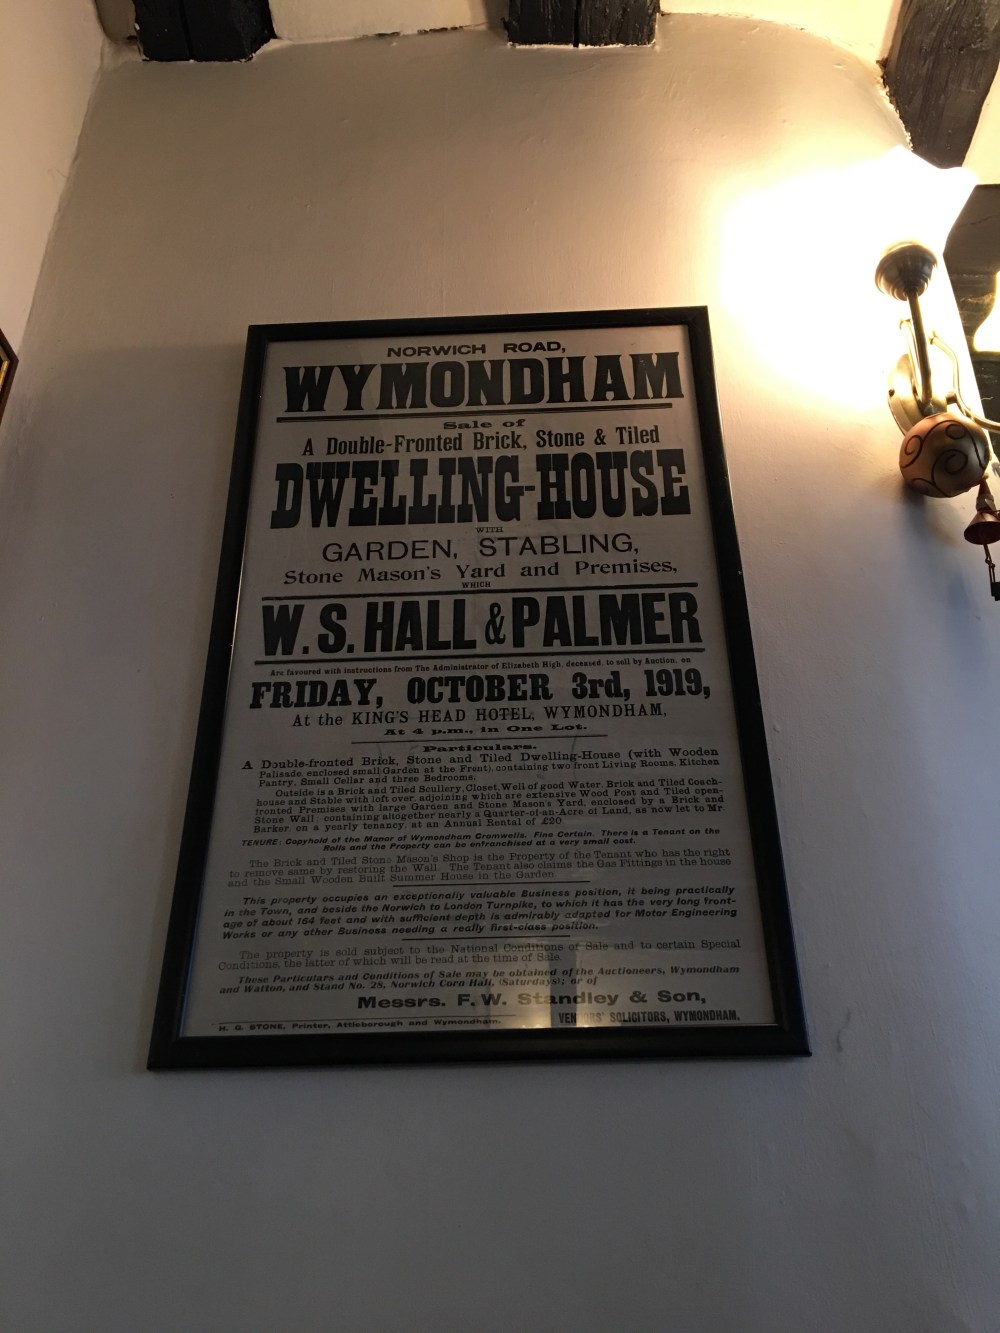 NORWICH ROAD,
WYMONDHAM
Sale of
A Double-Fronted Brick, Stone & Tiled
DWELLING-HOUSE
WITH
GARDEN, STABLING,
Stone Mason's Yard and Premises,
WHICH
W. S. HALL & PALMER
Are favoured with instructions from The Administrator of Elizabeth High, deceased, to sell by Auction, on
FRIDAY, OCTOBER 3rd, 1919,
At the KING'S HEAD HOTEL, WYMONDHAM,
At 4 p.m., in One Lot.
Particulars.
A Double-fronted Brick, Stone and Tiled Dwelling-House (with Wooden
Palisade, enclosed small Garden at the Front), containing two front Living Rooms, Kitchen
Pantry, Small Cellar and three Bedrooms.
Outside is a Brick and Tiled Scullery, Closet, Well of good Water, Brick and Tiled Coach-
house and Stable with loft over, adjoining which are extensive Wood Post and Tiled open-
fronted Premises with large Garden and Stone Mason's Yard, enclosed by a Brick and
Stone Wall; containing altogether nearly a Quarter-of-an-Acre of Land, as now let to Mr.
Barker, on a yearly tenancy, at an Annual Rental of £20.
TENURE: Copyhold of the Manor of Wymondham Cromwells. Fine Certain. There is a Tenant on the
Rolls and the Property can be enfranchised at a very small cost.
The Brick and Tiled Stone Mason's Shop is the Property of the Tenant who has the right
to remove same by restoring the Wall. The Tenant also claims the Gas Fittings in the house
and the Small Wooden Built Summer House in the Garden.
This property occupies an exceptionally valuable Business position, it being practically
in the Town, and beside the Norwich to London Turnpike, to which it has the very long front-
age of about 164 feet and with sufficient depth is admirably adapted for Motor Engineering
Works or any other Business needing a really first-class position.
The property is sold subject to the National Conditions of Sale and to certain Special
Conditions, the latter of which will be read at the time of Sale.
These Particulars and Conditions of Sale may be obtained of the Auctioneers, Wymondham
and Watton, and Stand No. 28, Norwich Corn Hall, (Saturdays); or of
Messrs. F. W. Standley & Son,
VENDORS' SOLICITORS, WYMONDHAM.
H. G. STONE, Printer, Attleborough and Wymondham.